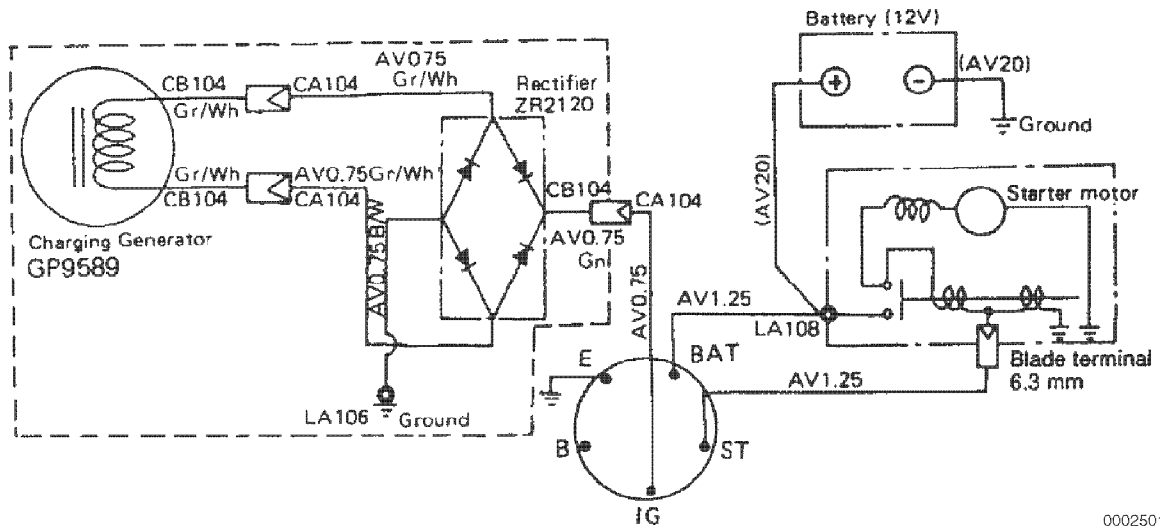 Battery (12V)
(AV20)
Ground
AV075
Gr/Wh
CB104
CA104
Gr/Wh
Rectifier
ZR2120
Gr/Wh
AV0.75Gr/Wh
CB104
CA104
Charging Generator
GP9589
AV0.75B/W
CB104
CA104
AV0.75
Gn
(AV20)
Starter motor
AV0.75
AV1.25
LA108
Blade terminal
6.3 mm
AV1.25
LA106
Ground
E
BAT
B
ST
IG
000250